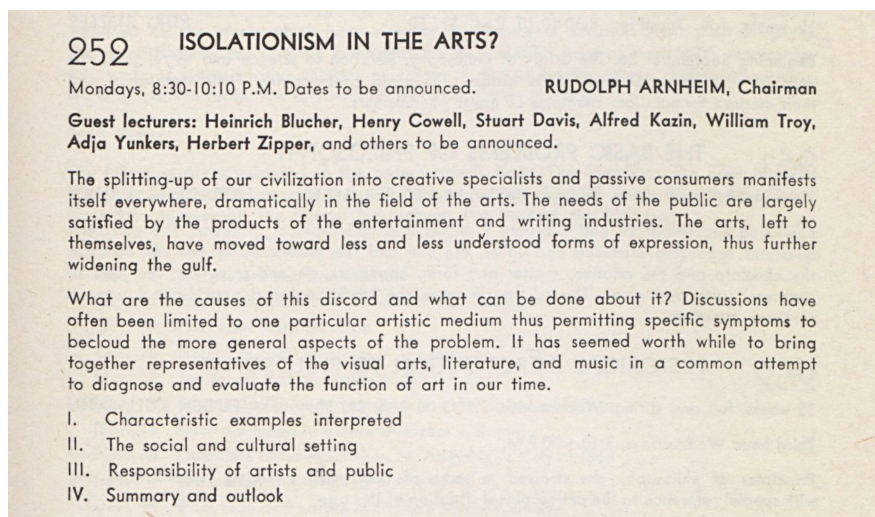 252 ISOLATIONISM IN THE ARTS?
Mondays, 8:30-10:10 P.M. Dates to be announced. RUDOLPH ARNHEIM, Chairman
Guest lecturers: Heinrich Blucher, Henry Cowell, Stuart Davis, Alfred Kazin, William Troy,
Adja Yunkers, Herbert Zipper, and others to be announced.
The splitting-up of our civilization into creative specialists and passive consumers manifests
itself everywhere, dramatically in the field of the arts. The needs of the public are largely
satisfied by the products of the entertainment and writing industries. The arts, left to
themselves, have moved toward less and less understood forms of expression, thus further
widening the gulf.
What are the causes of this discord and what can be done about it? Discussions have
often been limited to one particular artistic medium thus permitting specific symptoms to
becloud the more general aspects of the problem. It has seemed worth while to bring
together representatives of the visual arts, literature, and music in a common attempt
to diagnose and evaluate the function of art in our time.
I. Characteristic examples interpreted
II. The social and cultural setting
III. Responsibility of artists and public
IV. Summary and outlook